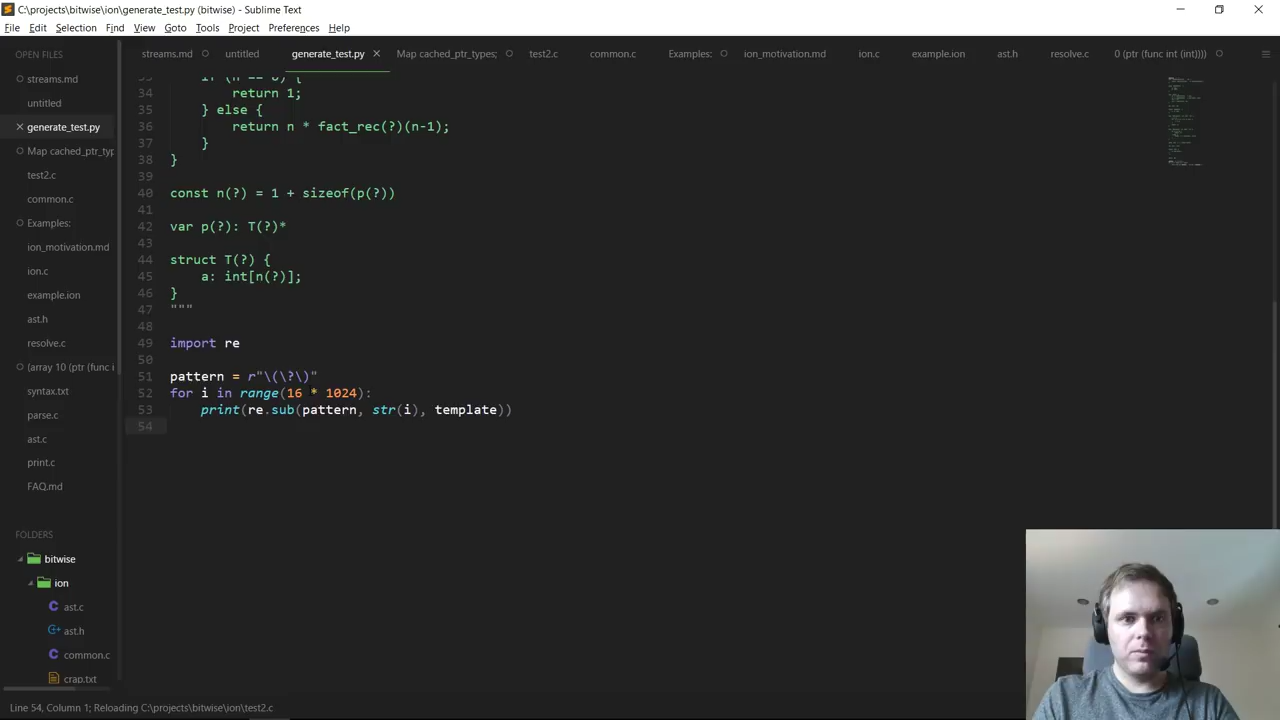 C:\projects\bitwise\ion\generate_test.py (bitwise) - Sublime Text
File Edit Selection Find View Goto Tools Project Preferences Help
OPEN FILES
streams.md
untitled
generate_test.py
Map cached_ptr_typ
test2.c
common.c
Examples:
ion_motivation.md
ion.c
example.ion
ast.h
resolve.c
(array 10 (ptr (func i
syntax.txt
parse.c
ast.c
print.c
FAQ.md
FOLDERS
bitwise
ion
ast.c
ast.h
common.c
crap.txt
streams.md untitled generate_test.py Map cached_ptr_types; test2.c common.c Examples: ion_motivation.md ion.c example.ion ast.h resolve.c 0 (ptr (func int (int))))
34 return 1;
35 } else {
36 return n * fact_rec(?)(n-1);
37 }
38 }
39
40 const n(?) = 1 + sizeof(p(?))
41
42 var p(?): T(?)*
43
44 struct T(?) {
45 a: int[n(?)];
46 }
47 """
48
49 import re
50
51 pattern = r"\(\?\)"
52 for i in range(16 * 1024):
53 print(re.sub(pattern, str(i), template))
54
Line 54, Column 1; Reloading C:\projects\bitwise\ion\test2.c